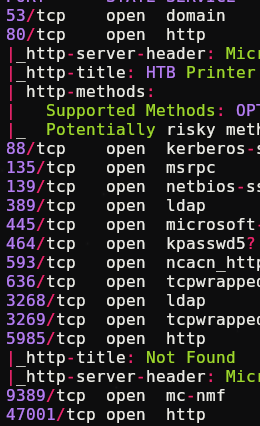 53/tcp open domain
80/tcp open http
|_http-server-header: Micr
|_http-title: HTB Printer
| http-methods:
| Supported Methods: OPT
|_ Potentially risky meth
88/tcp open kerberos-s
135/tcp open msrpc
139/tcp open netbios-ss
389/tcp open ldap
445/tcp open microsoft-
464/tcp open kpasswd5?
593/tcp open ncacn_http
636/tcp open tcpwrapped
3268/tcp open ldap
3269/tcp open tcpwrapped
5985/tcp open http
|_http-title: Not Found
|_http-server-header: Micr
9389/tcp open mc-nmf
47001/tcp open http